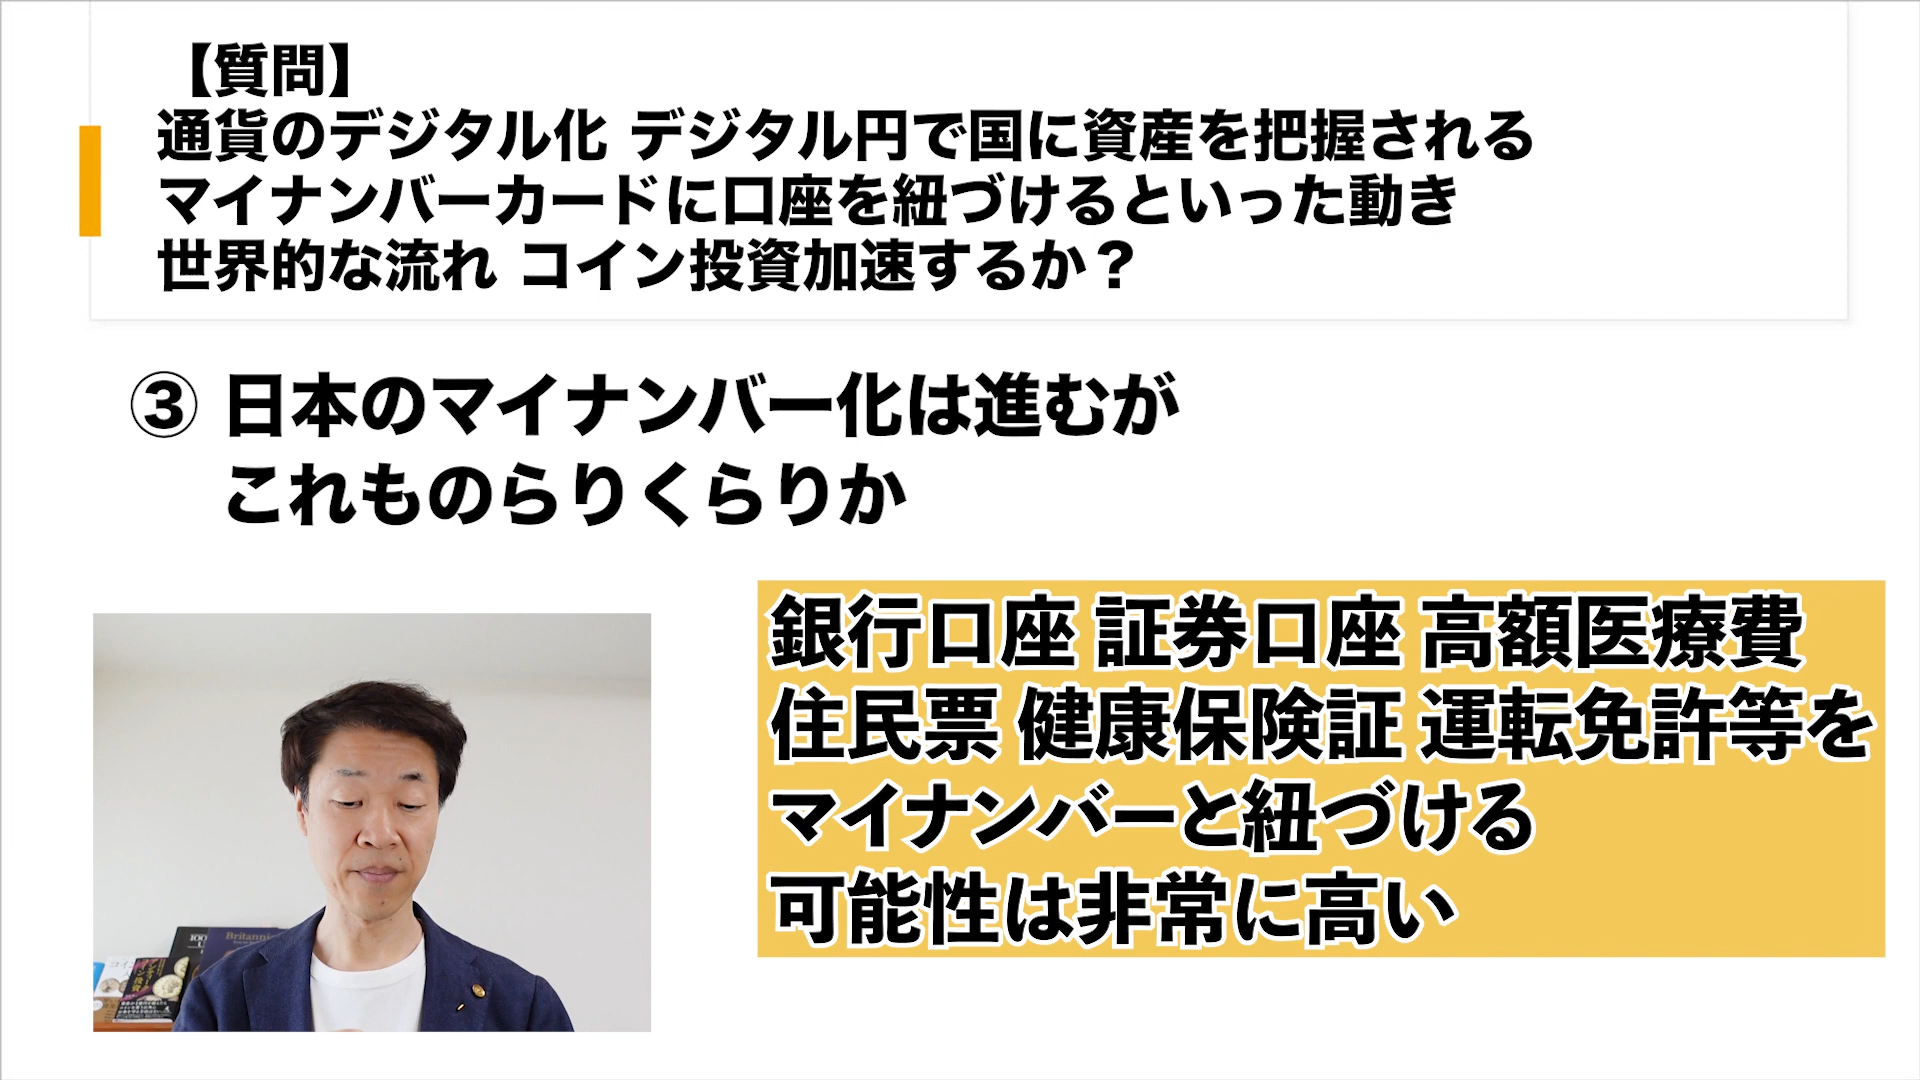 【質問】
通貨のデジタル化 デジタル円で国に資産を把握される
マイナンバーカードに口座を紐づけるといった動き
世界的な流れ コイン投資加速するか？
③ 日本のマイナンバー化は進むが
これものらりくらりか
銀行口座 証券口座 高額医療費
住民票 健康保険証 運転免許等を
マイナンバーと紐づける
可能性は非常に高い